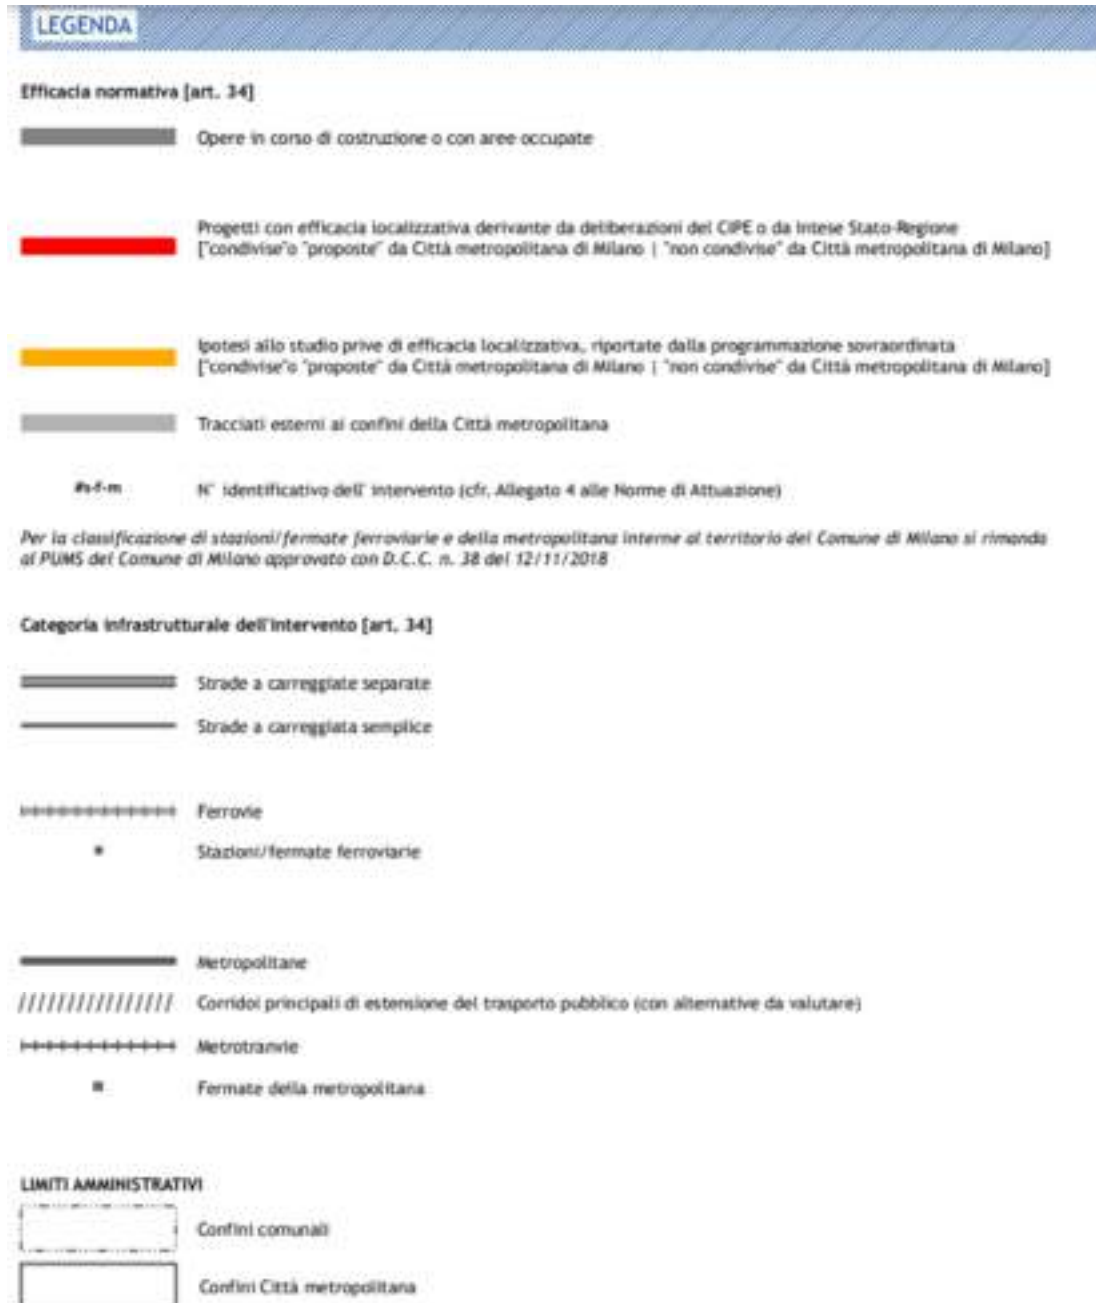 LEGENDA
Efficacia normativa [art. 34]
Opere in corso di costruzione o con aree occupate
Progetti con efficacia localizzativa derivante da deliberazioni del CIPE o da Intese Stato-Regione
["condivise"o "proposte" da Città metropolitana di Milano | "non condivise" da Città metropolitana di Milano]
Ipotesi allo studio prive di efficacia localizzativa, riportate dalla programmazione sovraordinata
["condivise"o "proposte" da Città metropolitana di Milano | "non condivise" da Città metropolitana di Milano]
Tracciati esterni ai confini della Città metropolitana
#s-f-m
N° identificativo dell' intervento (cfr. Allegato 4 alle Norme di Attuazione)
Per la classificazione di stazioni/fermate ferroviarie e della metropolitana interne al territorio del Comune di Milano si rimanda
al PUMS del Comune di Milano approvato con D.C.C. n. 38 del 12/11/2018
Categoria infrastrutturale dell'intervento [art. 34]
Strade a carreggiate separate
Strade a carreggiata semplice
Ferrovie
Stazioni/fermate ferroviarie
Metropolitane
Corridoi principali di estensione del trasporto pubblico (con alternative da valutare)
Metrotranvie
Fermate della metropolitana
LIMITI AMMINISTRATIVI
Confini comunali
Confini Città metropolitana